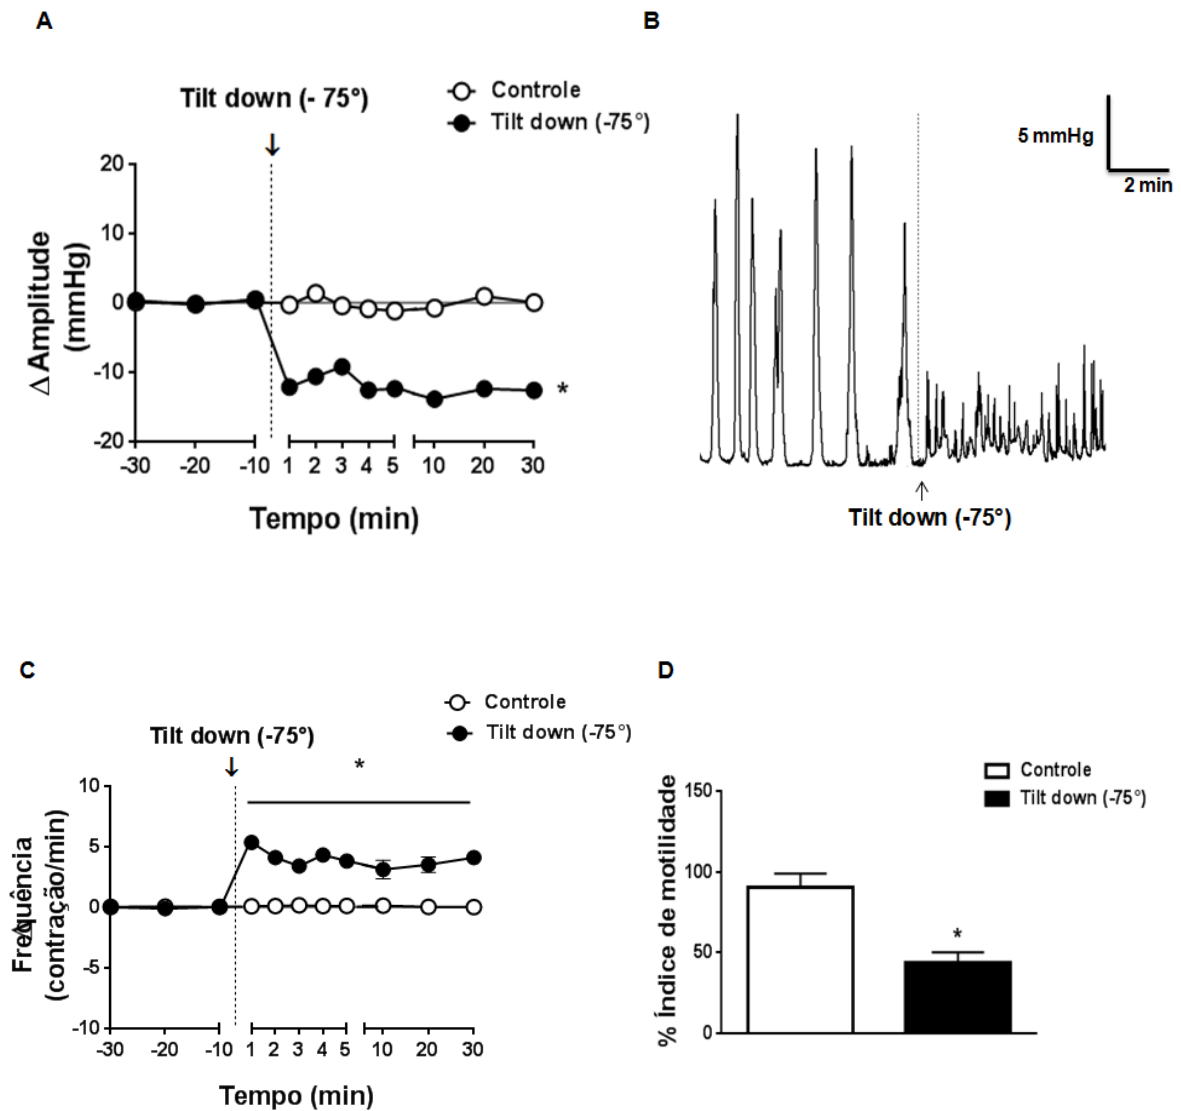 A
Tilt down (- 75°)
Controle
Tilt down (-75°)
20
10
0
-10
-20
△Amplitude
(mmHg)
*
-30 -20 -10 1 2 3 4 5 10 20 30
Tempo (min)
B
5 mmHg
2 min
Tilt down (-75°)
C
Controle
Tilt down (-75°)
Tilt down (-75°)
*
10
5
0
-5
-10
△
Frequência
(contração/min)
-30 -20 -10 1 2 3 4 5 10 20 30
Tempo (min)
D
Controle
Tilt down (-75°)
150
100
50
0
% Índice de motilidade
*